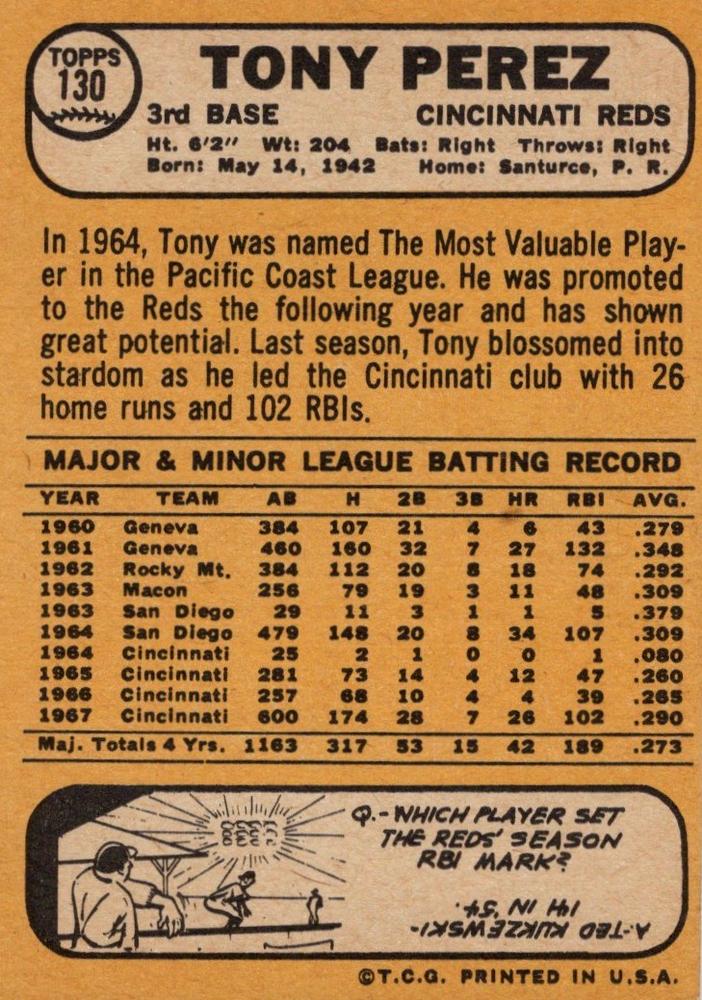 TOPPS
130
TONY PEREZ
3rd BASE CINCINNATI REDS
Ht. 6'2" Wt: 204 Bats: Right Throws: Right
Born: May 14, 1942 Home: Santurce, P. R.
In 1964, Tony was named The Most Valuable Play-
er in the Pacific Coast League. He was promoted
to the Reds the following year and has shown
great potential. Last season, Tony blossomed into
stardom as he led the Cincinnati club with 26
home runs and 102 RBIs.
MAJOR & MINOR LEAGUE BATTING RECORD
YEAR TEAM AB H 2B 3B HR RBI AVG.
1960 Geneva 384 107 21 4 6 43 .279
1961 Geneva 460 160 32 7 27 132 .348
1962 Rocky Mt. 384 112 20 8 18 74 .292
1963 Macon 256 79 19 3 11 48 .309
1963 San Diego 29 11 3 1 1 5 .379
1964 San Diego 479 148 20 8 34 107 .309
1964 Cincinnati 25 2 1 0 0 1 .080
1965 Cincinnati 281 73 14 4 12 47 .260
1966 Cincinnati 257 68 10 4 4 39 .265
1967 Cincinnati 600 174 28 7 26 102 .290
Maj. Totals 4 Yrs. 1163 317 53 15 42 189 .273
Q.-WHICH PLAYER SET
THE REDS' SEASON
RBI MARK?
A-TED KLUZEWSKI-
141 IN '54.
©T.C.G. PRINTED IN U.S.A.